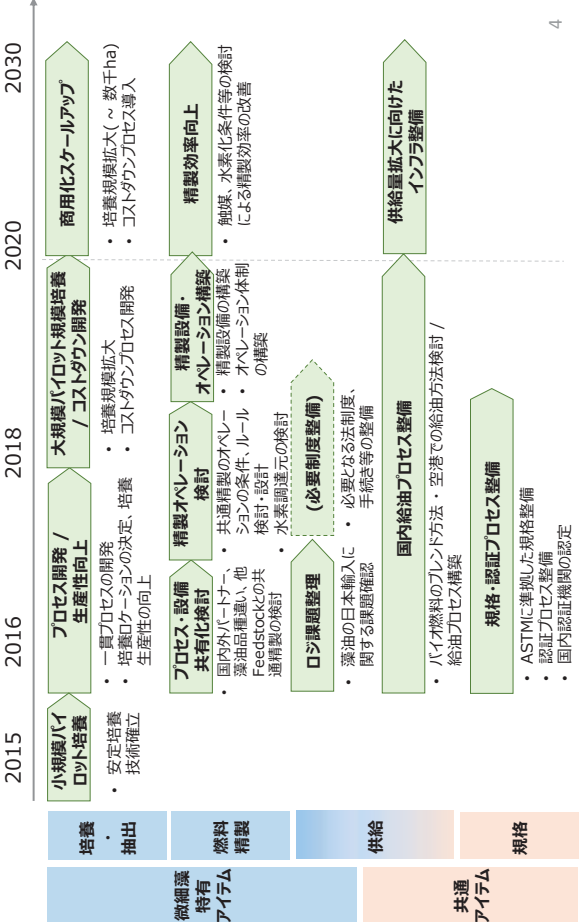 2015
2016
2018
2020
2030
微細藻
特有
アイテム
培養
・
抽出
小規模パイ
ロット培養
• 安定培養
技術確立
プロセス開発 /
生産性向上
• 一貫プロセスの開発
• 培養ロケーションの決定、培養
生産性の向上
大規模パイロット規模培養
/ コストダウン開発
• 培養規模拡大
• コストダウンプロセス開発
商用化スケールアップ
• 培養規模拡大( ~ 数千ha)
• コストダウンプロセス導入
燃料
精製
プロセス・設備
共有化検討
• 国内外パートナー、
藻油品種違い、他
Feedstockとの共
通精製の検討
精製オペレーション
検討
• 共通精製のオペレー
ションの条件、ルール
検討・設計
• 水素調達元の検討
精製設備・
オペレーション構築
• 精製設備の構築
• オペレーション体制
の構築
精製効率向上
• 触媒、水素化条件等の検討
による精製効率の改善
供給
ロジ課題整理
• 藻油の日本輸入に
関する課題確認
(必要制度整備)
• 必要となる法制度、
手続き等の整備
共通
アイテム
国内給油プロセス整備
• バイオ燃料のブレンド方法・空港での給油方法検討 /
給油プロセス構築
供給量拡大に向けた
インフラ整備
規格
規格・認証プロセス整備
• ASTMに準拠した規格整備
• 認証プロセス整備
• 国内認証機関の認定
4